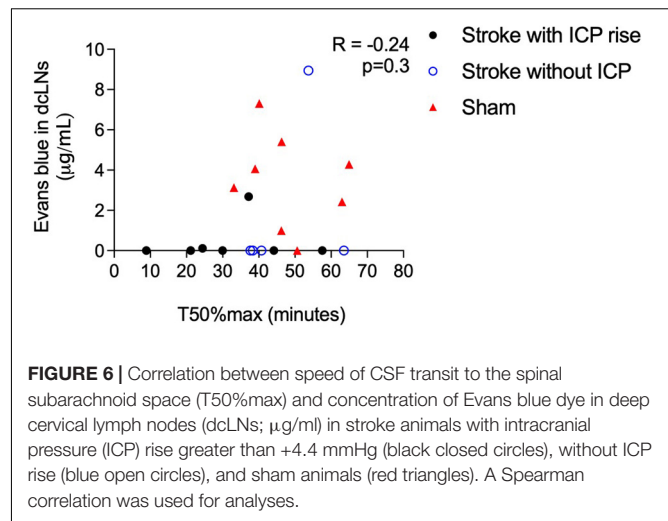 R = -0.24
p=0.3
Stroke with ICP rise
Stroke without ICP
Sham
Evans blue in dcLNs
(μg/mL)
10
8
6
4
2
0
0 10 20 30 40 50 60 70 80
T50%max (minutes)
FIGURE 6 | Correlation between speed of CSF transit to the spinal
subarachnoid space (T50%max) and concentration of Evans blue dye in deep
cervical lymph nodes (dcLNs; μg/ml) in stroke animals with intracranial
pressure (ICP) rise greater than +4.4 mmHg (black closed circles), without ICP
rise (blue open circles), and sham animals (red triangles). A Spearman
correlation was used for analyses.